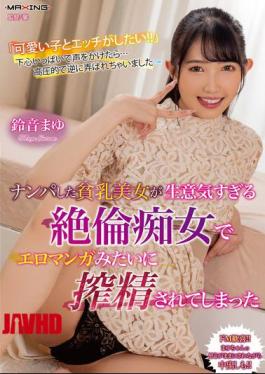 MAXING
「可愛い子とエッチがしたい!!」
下心いっぱいで声をかけたら…
高圧的で逆に弄ばれちゃいました
鈴音まゆ
ナンパした貧乳美女が生意気すぎる
絶倫痴女で
エロマンガみたいに
搾精されてしまった
JAVHD
中出しも!!